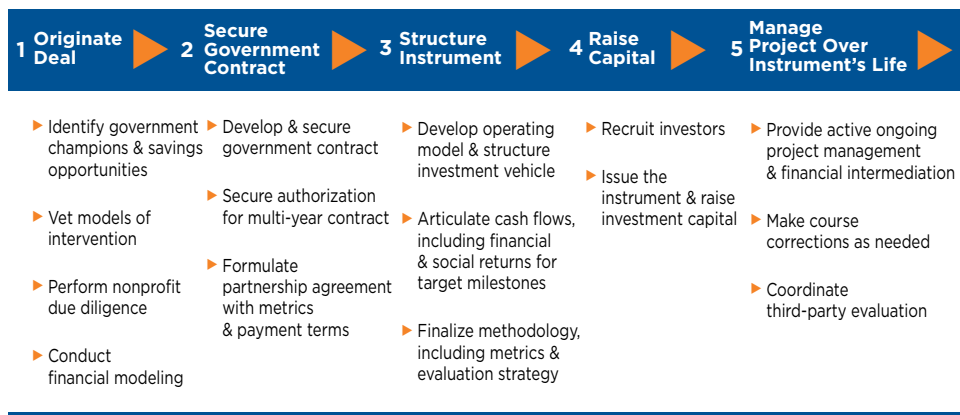 1 Originate
Deal
2 Secure
Government
Contract
3 Structure
Instrument
4 Raise
Capital
5 Manage
Project Over
Instrument's Life
Identify government
champions & savings
opportunities
Vet models of
intervention
Perform nonprofit
due diligence
Conduct
financial modeling
Develop & secure
government contract
Secure authorization
for multi-year contract
Formulate
partnership agreement
with metrics
& payment terms
Develop operating
model & structure
investment vehicle
Articulate cash flows,
including financial
& social returns for
target milestones
Finalize methodology,
including metrics &
evaluation strategy
Recruit investors
Issue the
instrument & raise
investment capital
Provide active ongoing
project management
& financial intermediation
Make course
corrections as needed
Coordinate
third-party evaluation